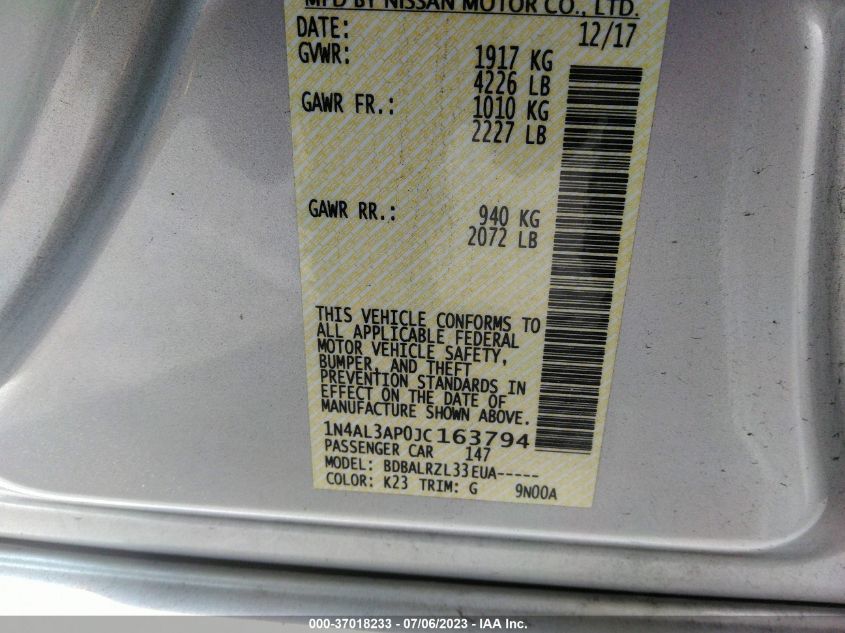 MFD BY NISSAN MOTOR CO., LTD.
DATE: 12/17
GVWR: 1917 KG
4226 LB
GAWR FR.: 1010 KG
2227 LB
GAWR RR.: 940 KG
2072 LB
THIS VEHICLE CONFORMS TO
ALL APPLICABLE FEDERAL
MOTOR VEHICLE SAFETY,
BUMPER, AND THEFT
PREVENTION STANDARDS IN
EFFECT ON THE DATE OF
MANUFACTURE SHOWN ABOVE.
1N4AL3AP0JC163794
PASSENGER CAR 147
MODEL: BDBALRZL33EUA-----
COLOR: K23 TRIM: G 9N00A
000-37018233 - 07/06/2023 - IAA Inc.